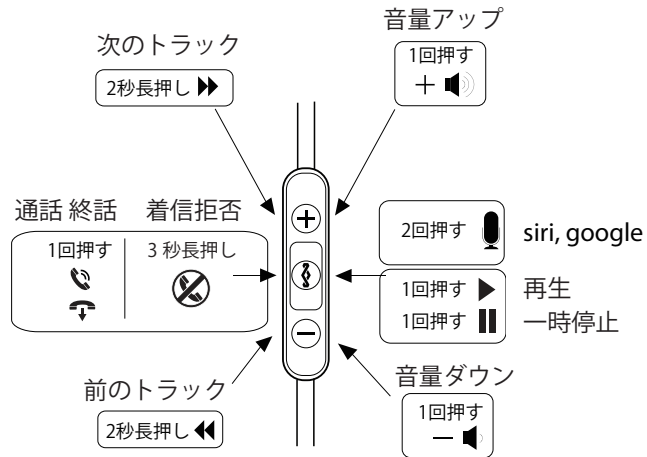 音量アップ
1回押す
+
次のトラック
2秒長押し
通話 終話
着信拒否
1回押す
3 秒長押し
2回押す
siri, google
1回押す
再生
1回押す
一時停止
前のトラック
2秒長押し
音量ダウン
1回押す
−